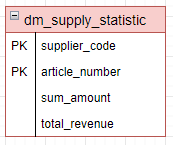 dm_supply_statistic
PK supplier_code
PK article_number
sum_amount
total_revenue